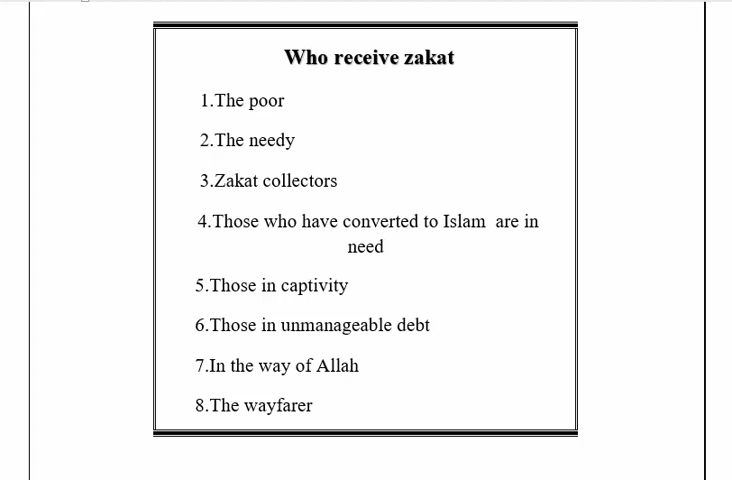 Who receive zakat
1.The poor
2.The needy
3.Zakat collectors
4.Those who have converted to Islam  are in
need
5.Those in captivity
6.Those in unmanageable debt
7.In the way of Allah
8.The wayfarer